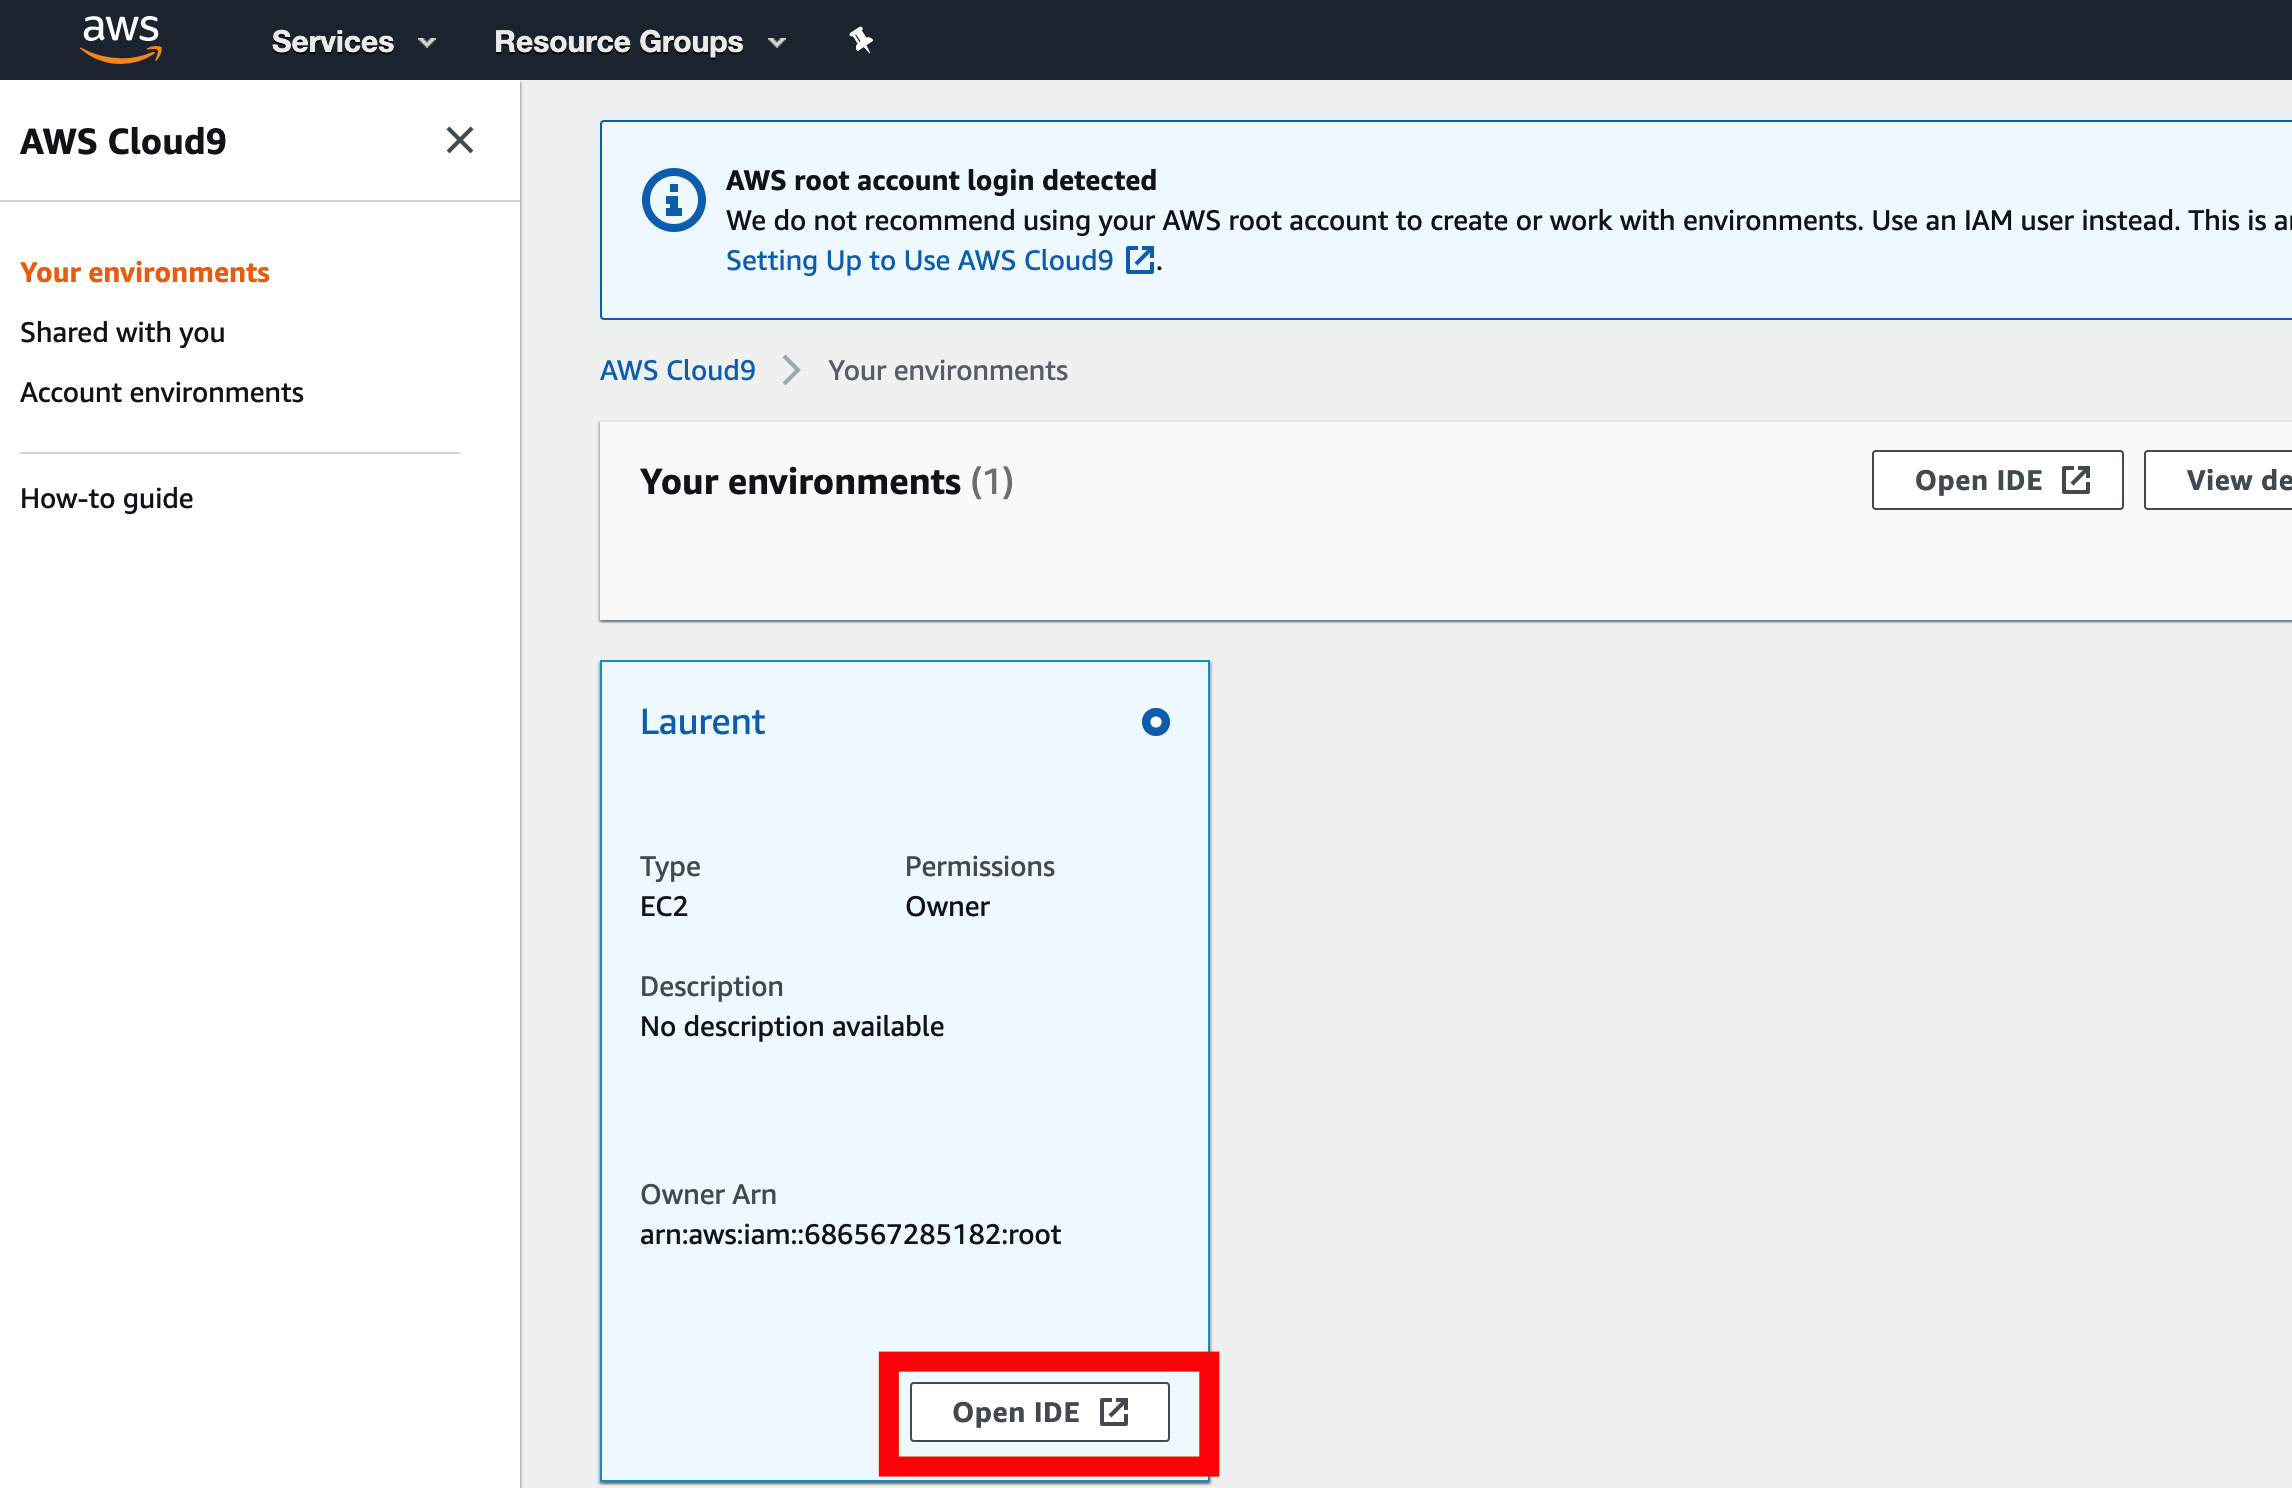 aws
Services
Resource Groups
AWS Cloud9
Your environments
Shared with you
Account environments
How-to guide
AWS root account login detected
We do not recommend using your AWS root account to create or work with environments. Use an IAM user instead. This is
Setting Up to Use AWS Cloud9 .
AWS Cloud9 Your environments
Your environments (1)
Open IDE
View
Laurent
Type Permissions
EC2 Owner
Description
No description available
Owner Arn
arn:aws:iam::686567285182:root
Open IDE